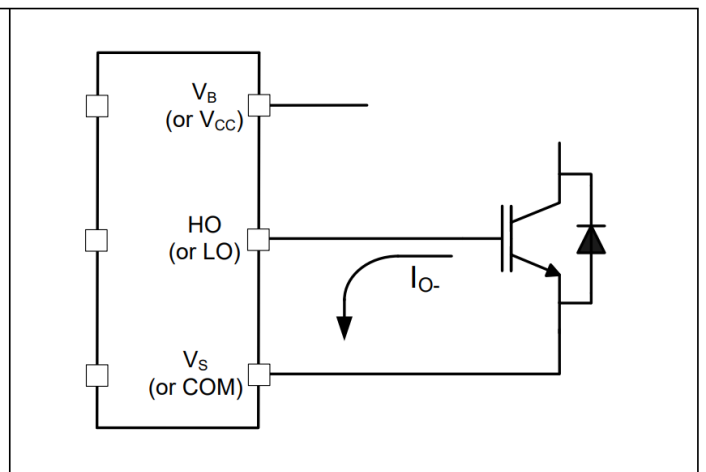 VB
(or VCC)
HO
(or LO)
IO-
VS
(or COM)